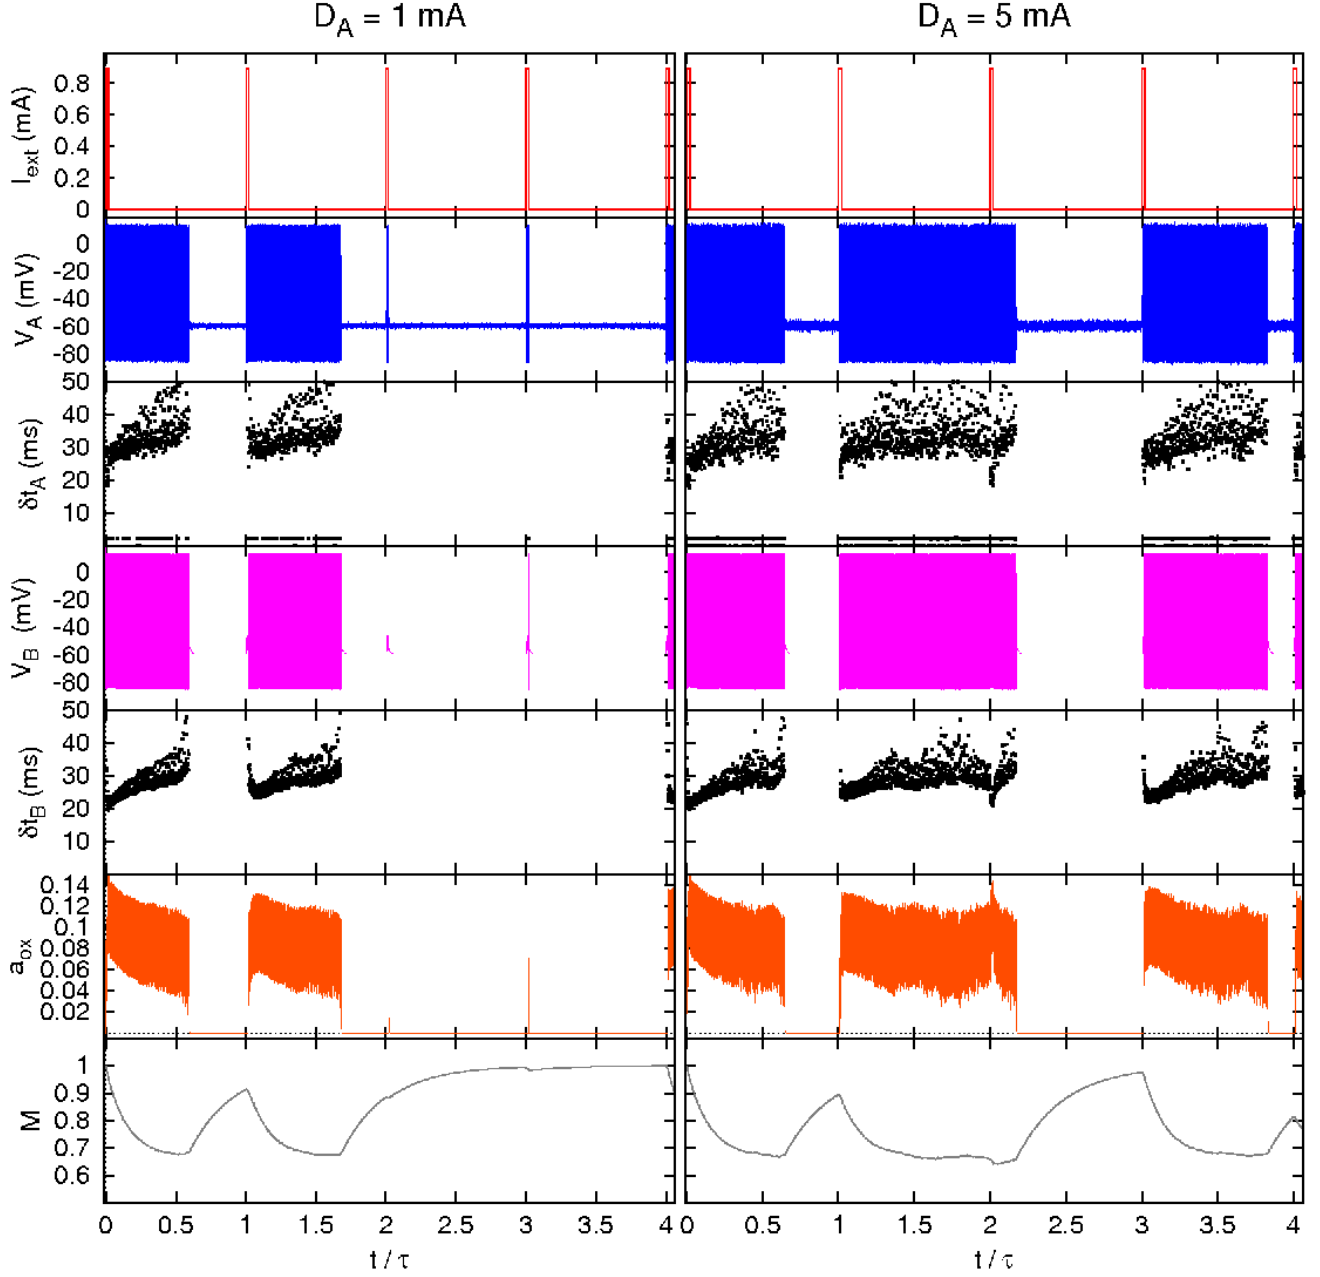 D_A = 1 mA
D_A = 5 mA
I_ext (mA)
0.8
0.6
0.4
0.2
0
V_A (mV)
0
-20
-40
-60
-80
δt_A (ms)
50
40
30
20
10
V_B (mV)
0
-20
-40
-60
-80
δt_B (ms)
50
40
30
20
10
a_ox
0.14
0.12
0.1
0.08
0.06
0.04
0.02
M
1
0.9
0.8
0.7
0.6
0 0.5 1 1.5 2 2.5 3 3.5 4
0 0.5 1 1.5 2 2.5 3 3.5 4
t / τ
t / τ